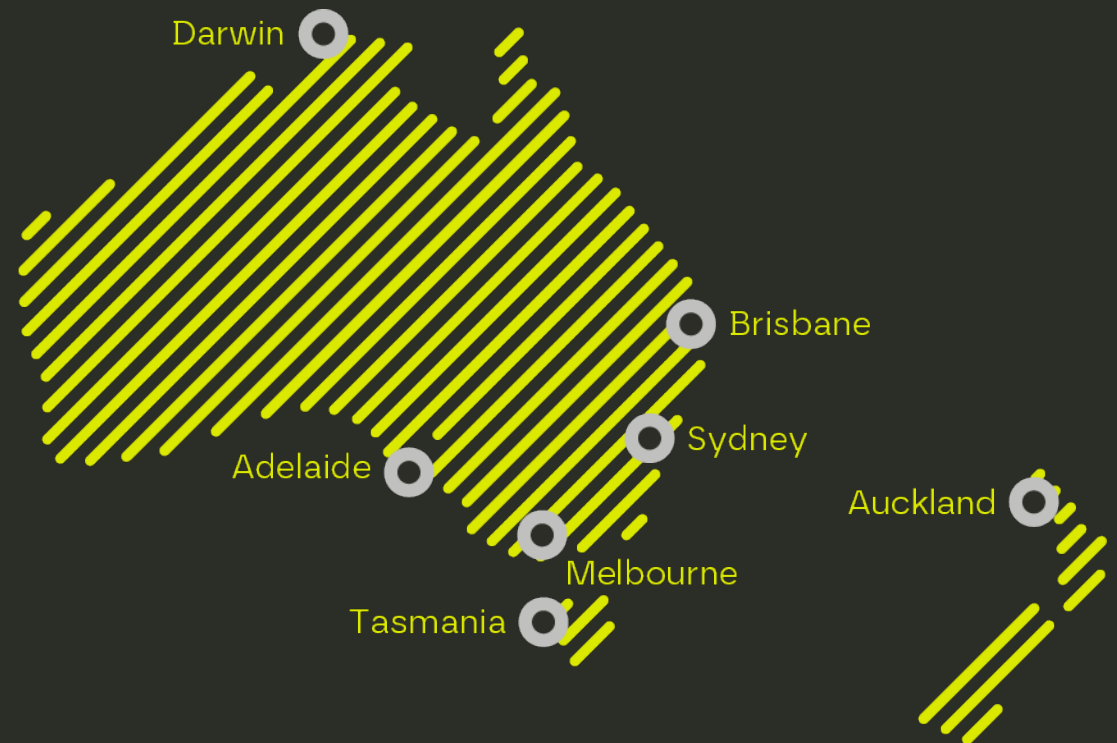 Darwin
Brisbane
Sydney
Adelaide
Auckland
Melbourne
Tasmania